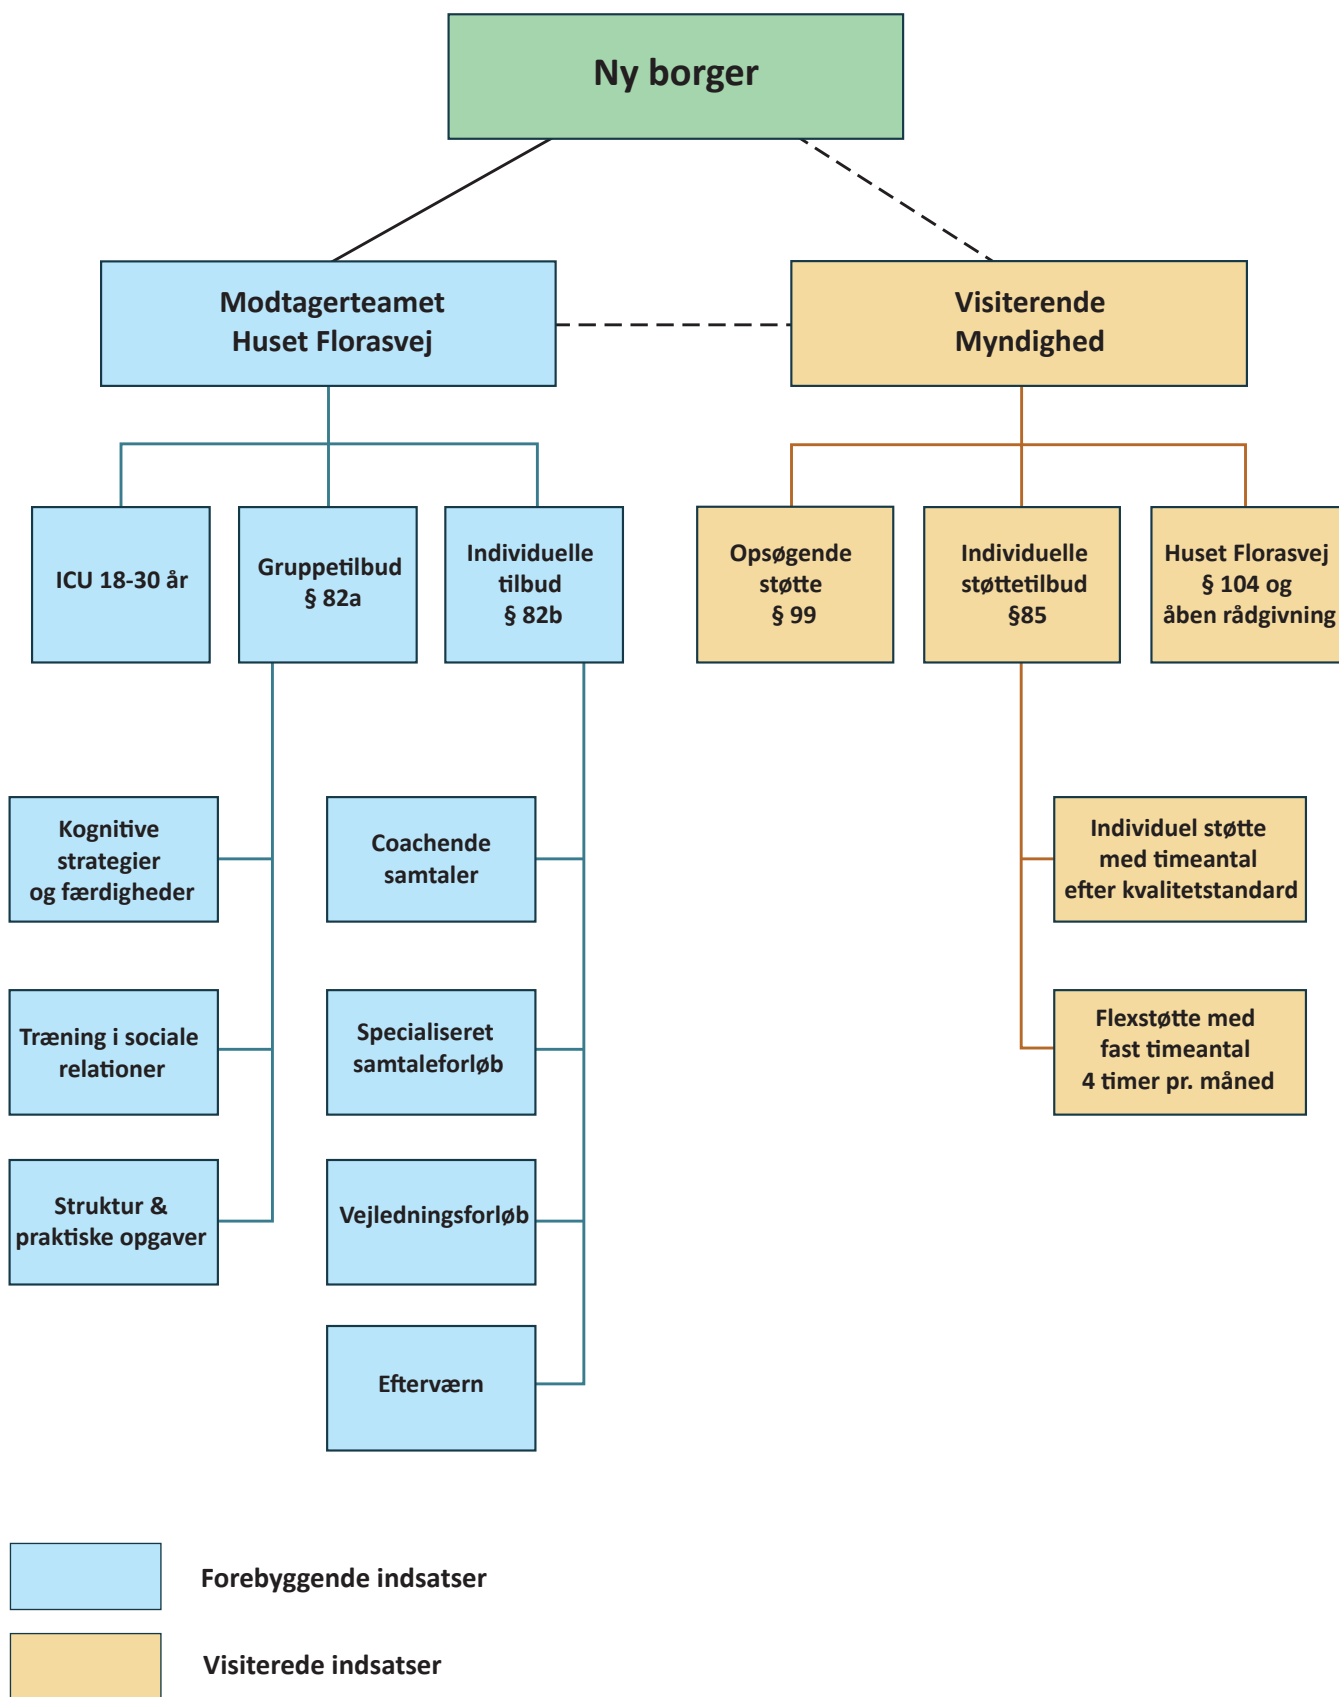 Ny borger
Modtagerteamet
Huset Florasvej
Visiterende
Myndighed
ICU 18-30 år
Gruppetilbud
§ 82a
Individuelle
tilbud
§ 82b
Opsøgende
støtte
§ 99
Individuelle
støttetilbud
§85
Huset Florasvej
§ 104 og
åben rådgivning
Kognitive
strategier
og færdigheder
Coachende
samtaler
Individuel støtte
med timeantal
efter kvalitetstandard
Træning i sociale
relationer
Specialiseret
samtaleforløb
Flexstøtte med
fast timeantal
4 timer pr. måned
Struktur &
praktiske opgaver
Vejledningsforløb
Efterværn
Forebyggende indsatser
Visiterede indsatser